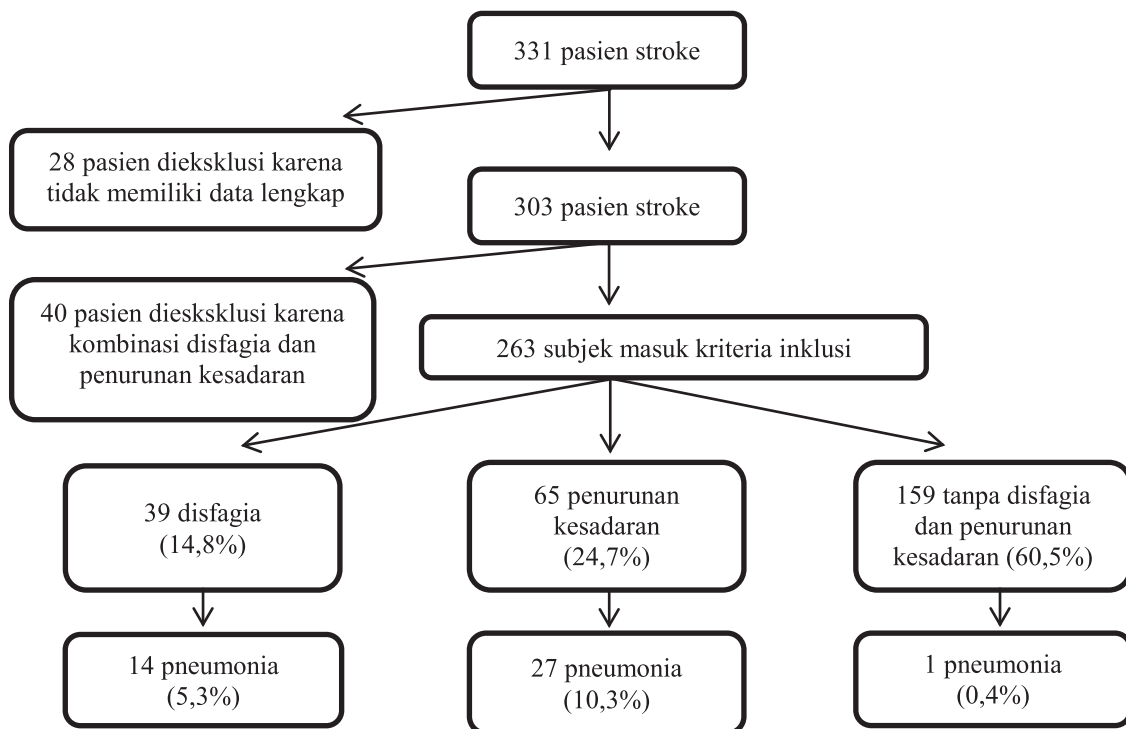 331 pasien stroke
28 pasien dieksklusi karena
tidak memiliki data lengkap
303 pasien stroke
40 pasien diesksklusi karena
kombinasi disfagia dan
penurunan kesadaran
263 subjek masuk kriteria inklusi
39 disfagia
(14,8%)
65 penurunan
kesadaran
(24,7%)
159 tanpa disfagia
dan penurunan
kesadaran (60,5%)
14 pneumonia
(5,3%)
27 pneumonia
(10,3%)
1 pneumonia
(0,4%)